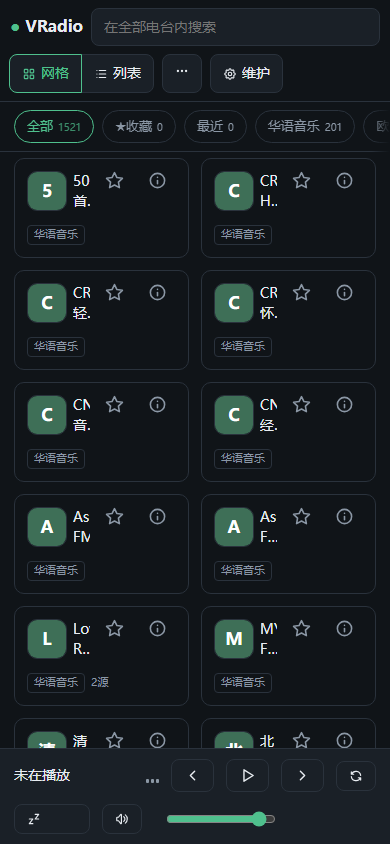 VRadio
在全部电台内搜索
网格 列表 ··· 维护
全部 1521 ★收藏 0 最近 0 华语音乐 201 欧
5 50 首.
华语音乐
C CR H..
华语音乐
C CR 轻.
华语音乐
C CR 怀.
华语音乐
C CN 音.
华语音乐
C CN 经.
华语音乐
A As FM
华语音乐
A As F...
华语音乐
L Lo R...
华语音乐 2源
M MY F...
华语音乐
清 清
北 北
未在播放 ...
zZ